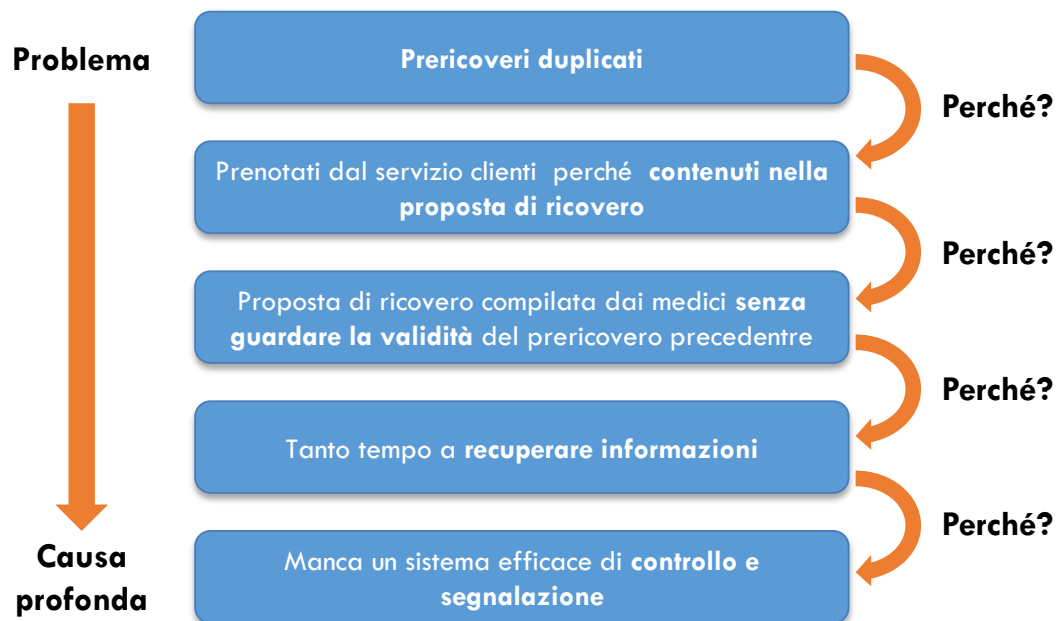 Problema
Prericoveri duplicati
Perché?
Prenotati dal servizio clienti  perché  contenuti nella
proposta di ricovero
Perché?
Proposta di ricovero compilata dai medici senza
guardare la validità del prericovero precedentre
Perché?
Tanto tempo a recuperare informazioni
Perché?
Causa
profonda
Manca un sistema efficace di controllo e
segnalazione